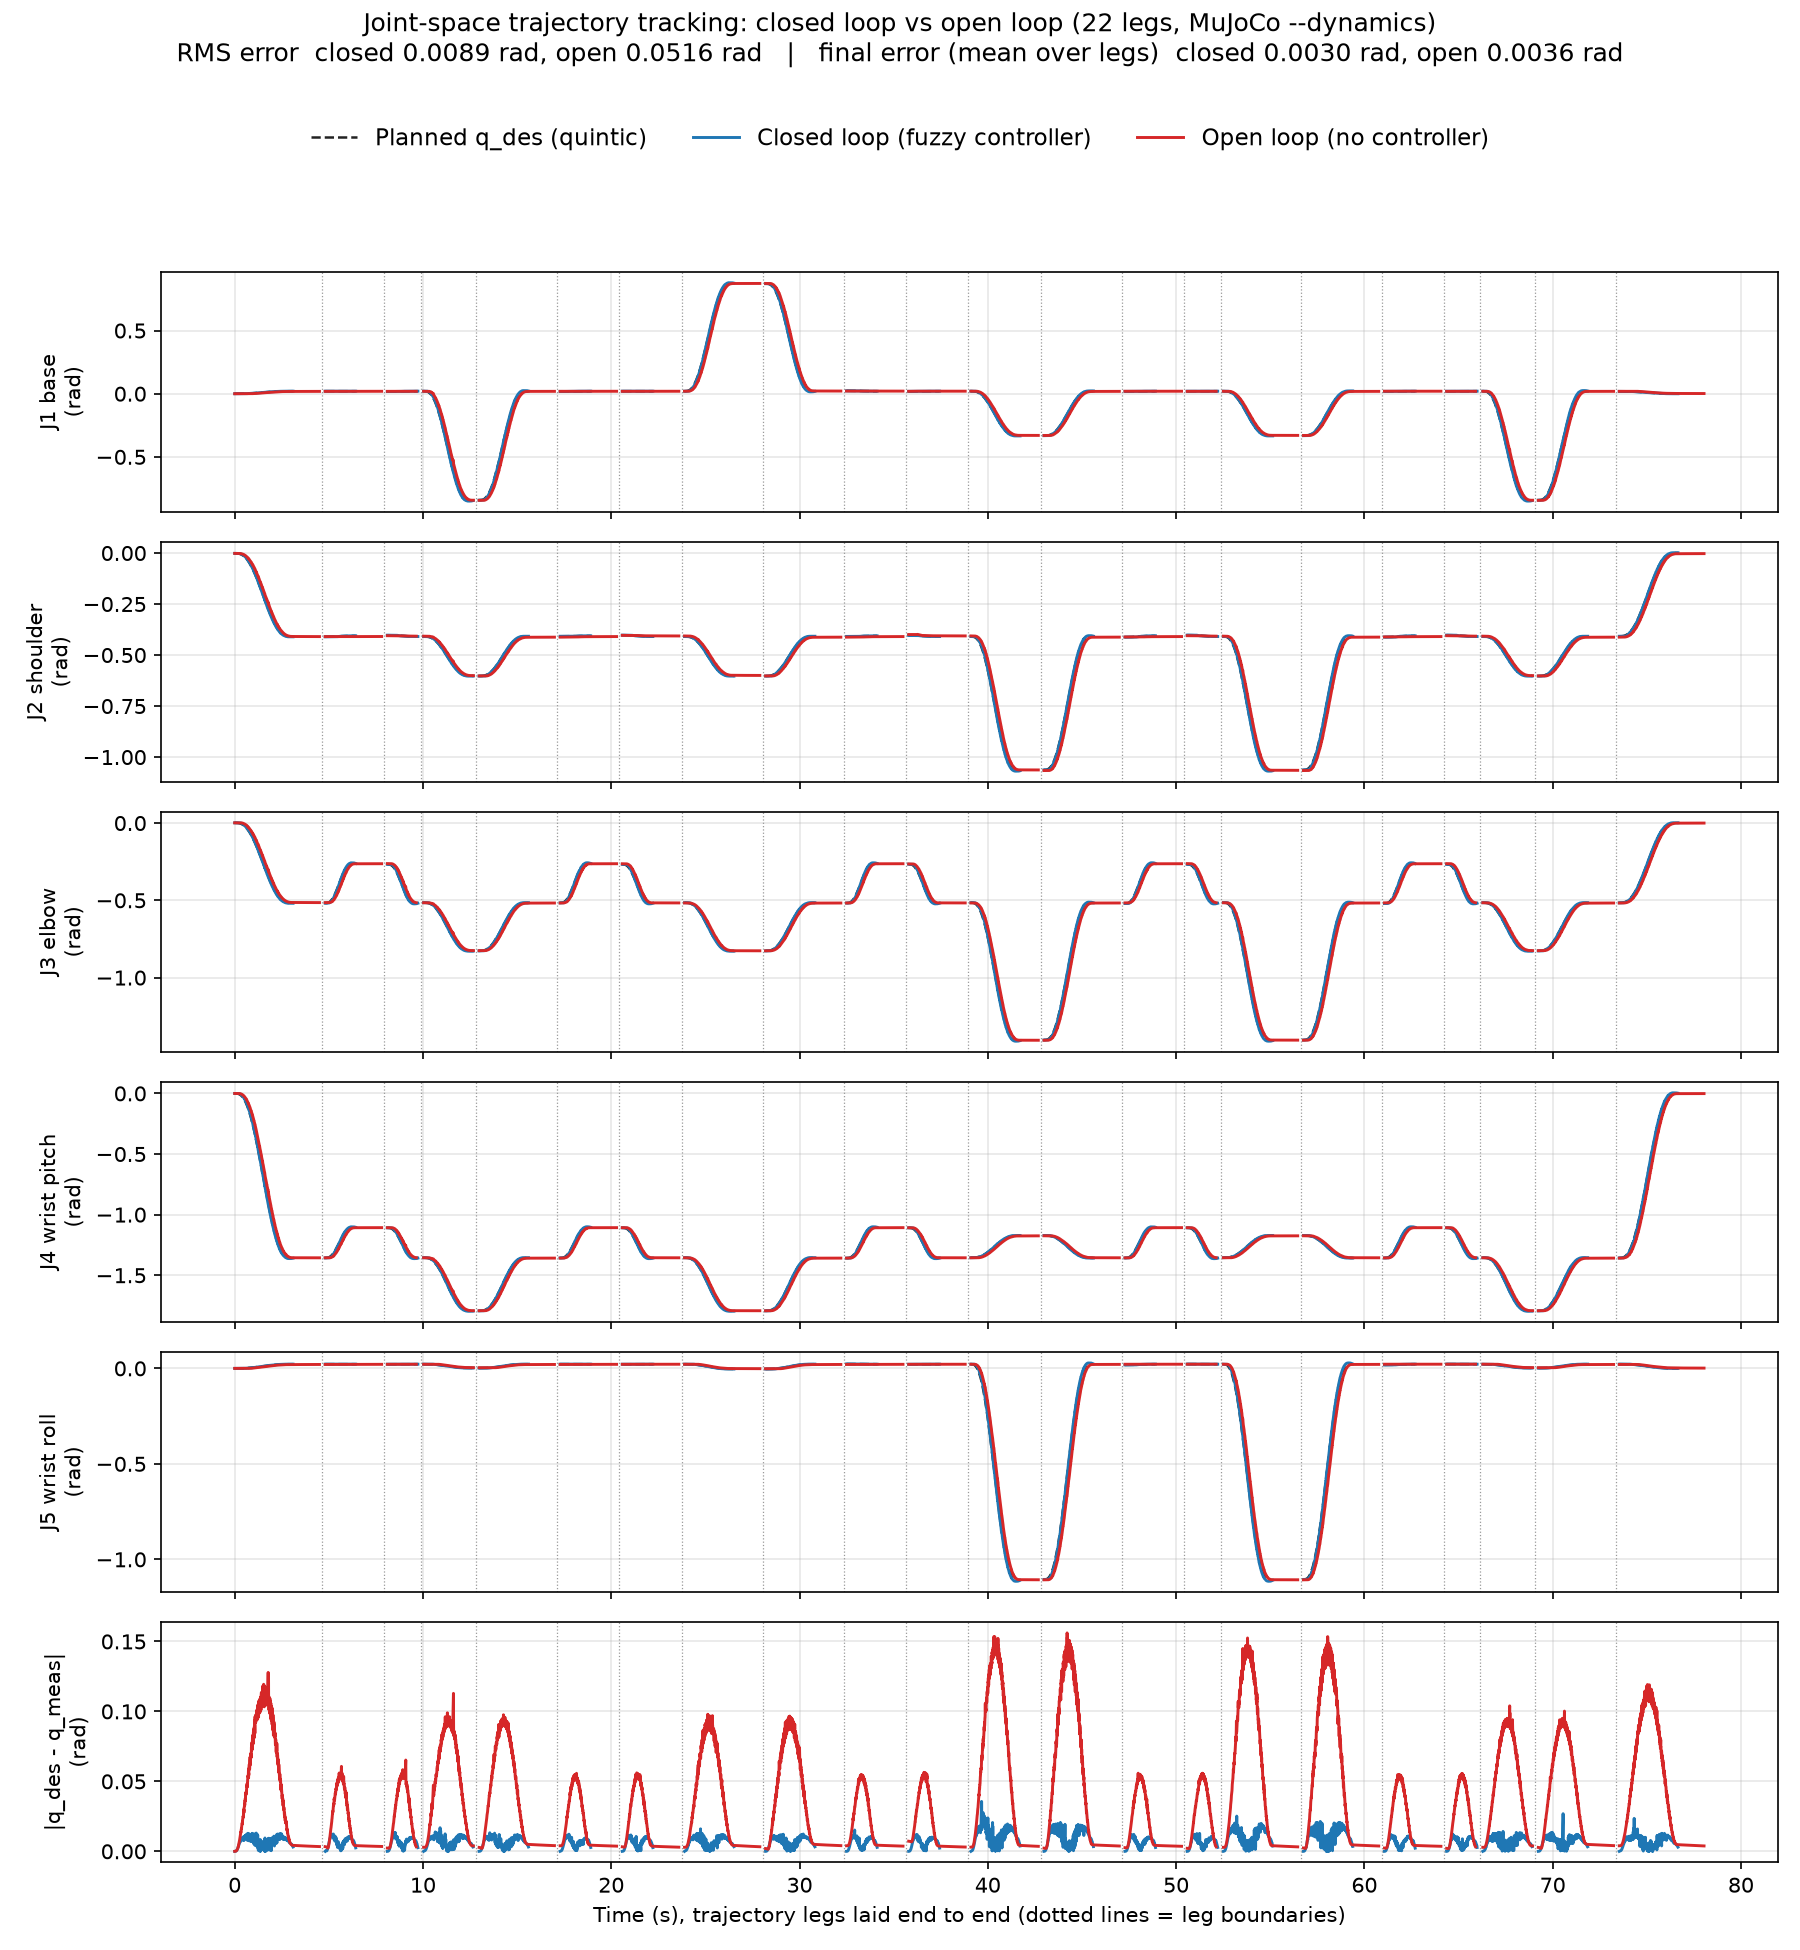 Joint-space trajectory tracking: closed loop vs open loop (22 legs, MuJoCo --dynamics)
RMS error  closed 0.0089 rad, open 0.0516 rad   |   final error (mean over legs)  closed 0.0030 rad, open 0.0036 rad
Planned q_des (quintic)
Closed loop (fuzzy controller)
Open loop (no controller)
J1 base
(rad)
0.5
0.0
−0.5
J2 shoulder
(rad)
0.00
−0.25
−0.50
−0.75
−1.00
J3 elbow
(rad)
0.0
−0.5
−1.0
J4 wrist pitch
(rad)
0.0
−0.5
−1.0
−1.5
J5 wrist roll
(rad)
0.0
−0.5
−1.0
|q_des - q_meas|
(rad)
0.15
0.10
0.05
0.00
0 10 20 30 40 50 60 70 80
Time (s), trajectory legs laid end to end (dotted lines = leg boundaries)